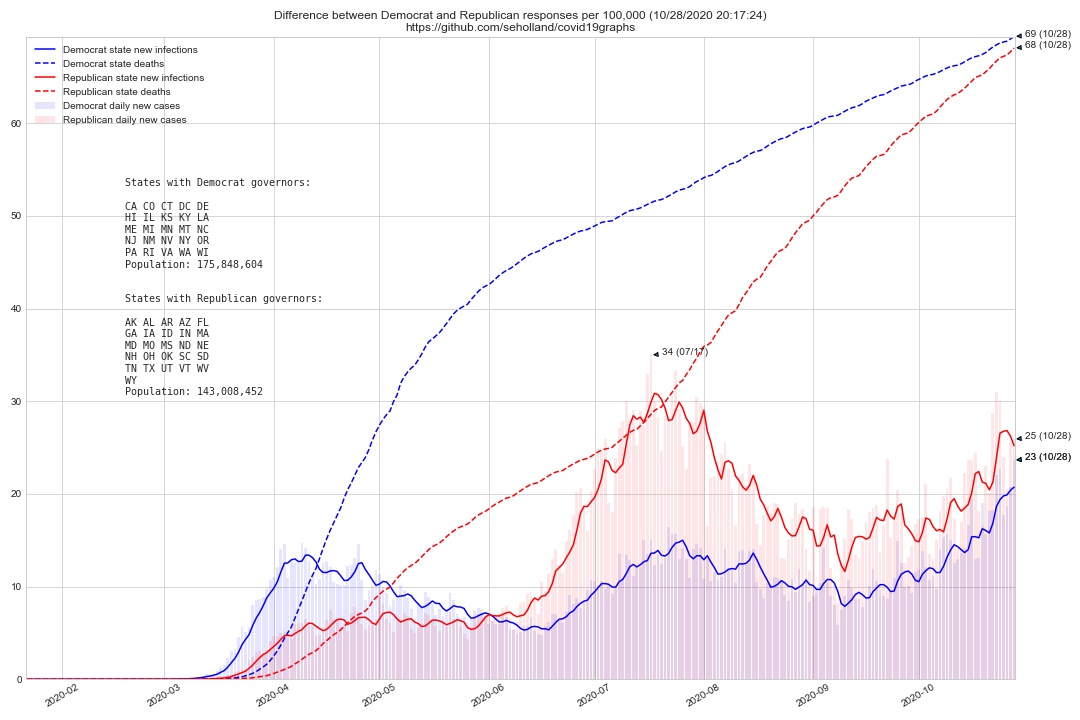 Difference between Democrat and Republican responses per 100,000 (10/28/2020 20:17:24)
https://github.com/seholland/covid19graphs
Democrat state new infections
Democrat state deaths
Republican state new infections
Republican state deaths
Democrat daily new cases
Republican daily new cases
States with Democrat governors:
CA CO CT DC DE
HI IL KS KY LA
ME MI MN MT NC
NJ NM NV NY OR
PA RI VA WA WI
Population: 175,848,604
States with Republican governors:
AK AL AR AZ FL
GA IA ID IN MA
MD MO MS ND NE
NH OH OK SC SD
TN TX UT VT WV
WY
Population: 143,008,452
69 (10/28)
68 (10/28)
34 (07/17)
25 (10/28)
23 (10/28)
60
50
40
30
20
10
0
2020-02
2020-03
2020-04
2020-05
2020-06
2020-07
2020-08
2020-09
2020-10